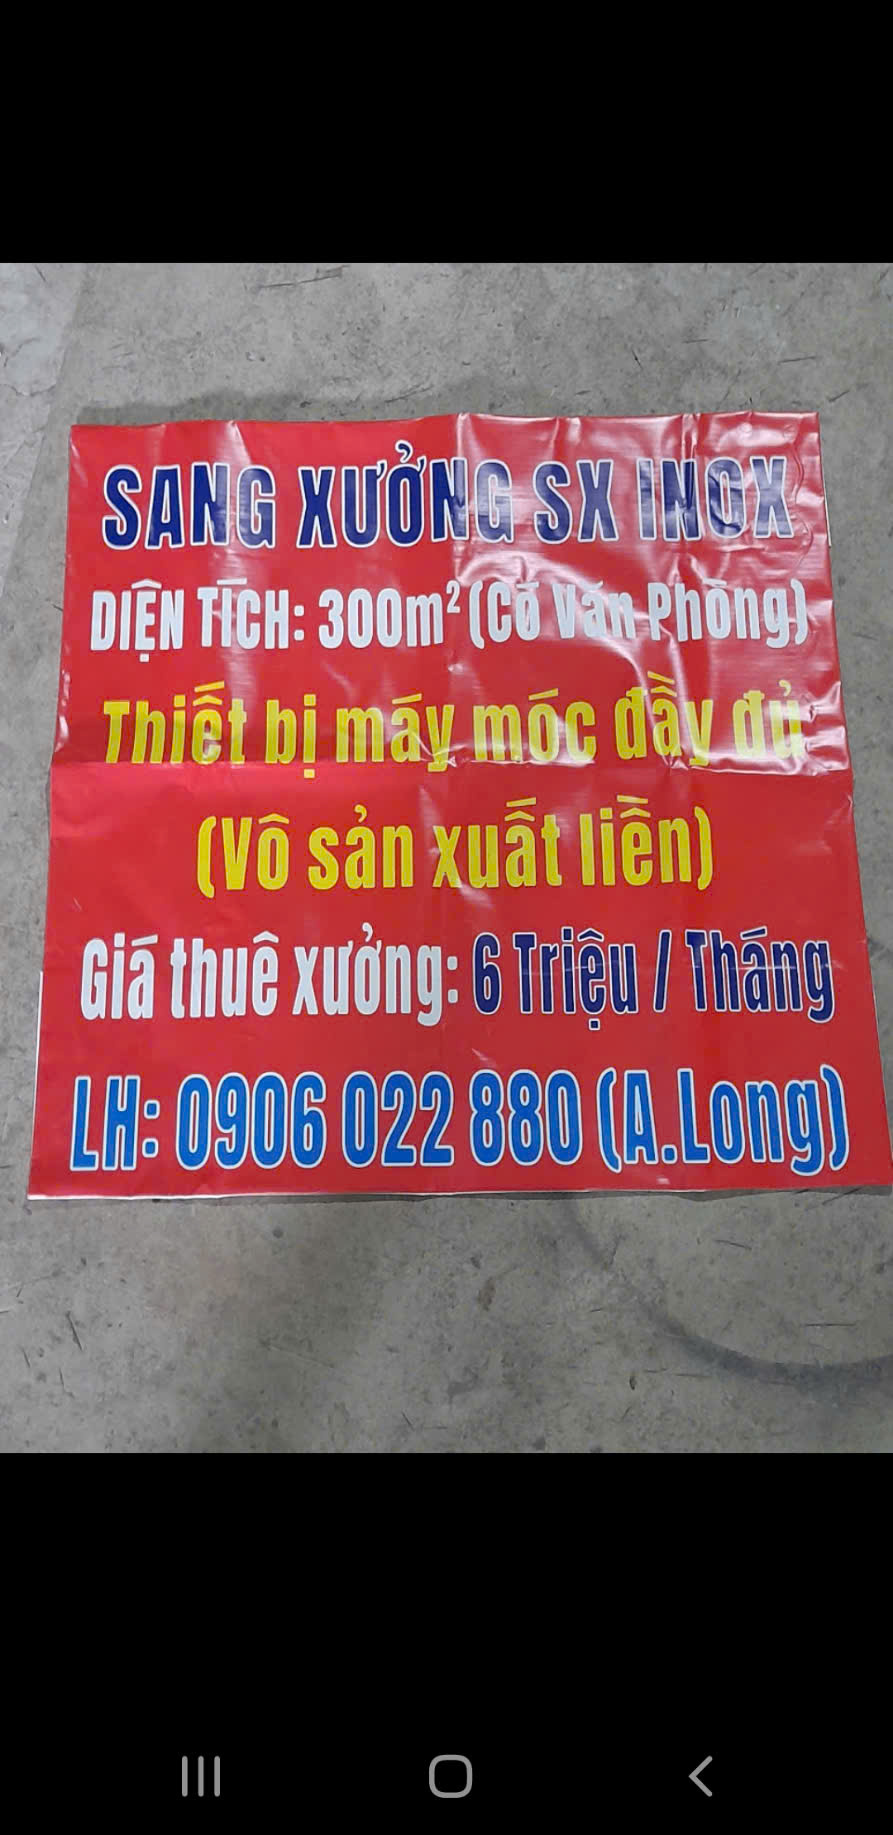 SANG XƯỞNG SX INOX
DIỆN TÍCH: 300m² (Có Văn Phòng)
Thiết bị máy móc đầy đủ
(Vô sản xuất liền)
Giá thuê xưởng: 6 Triệu / Tháng
LH: 0906 022 880 (A.Long)